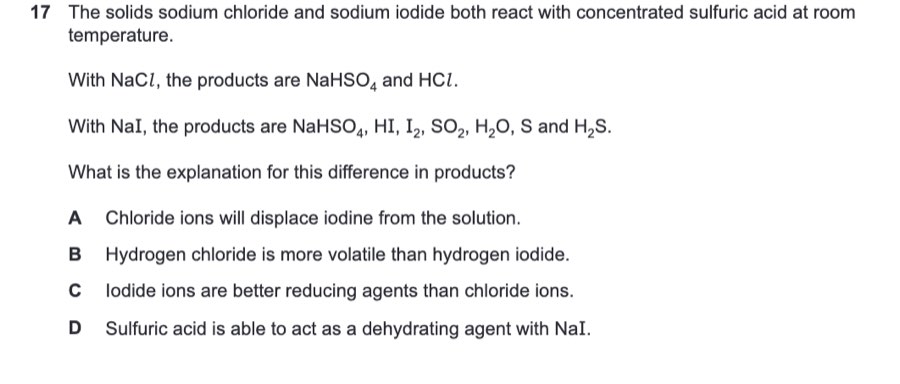 17 The solids sodium chloride and sodium iodide both react with concentrated sulfuric acid at room
temperature.
With NaCl, the products are NaHSO₄ and HCl.
With NaI, the products are NaHSO₄, HI, I₂, SO₂, H₂O, S and H₂S.
What is the explanation for this difference in products?
A Chloride ions will displace iodine from the solution.
B Hydrogen chloride is more volatile than hydrogen iodide.
C Iodide ions are better reducing agents than chloride ions.
D Sulfuric acid is able to act as a dehydrating agent with NaI.